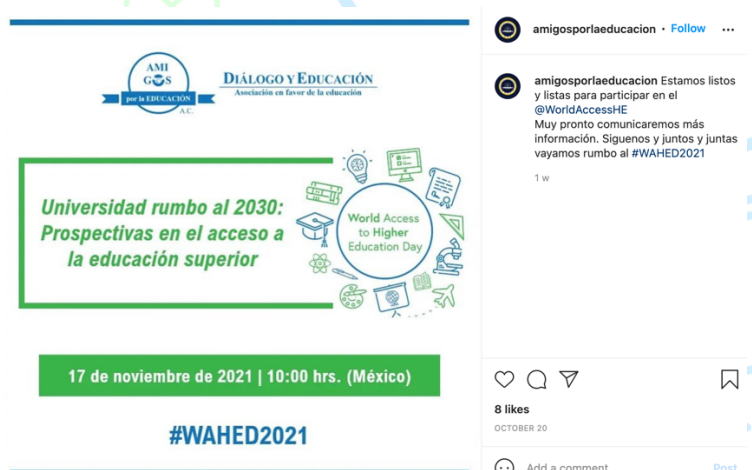 AMI
GOS
por la EDUCACIÓN
A.C.
DIÁLOGO Y EDUCACIÓN
Asociación en favor de la educación
Universidad rumbo al 2030:
Prospectivas en el acceso a
la educación superior
World Access
to Higher
Education Day
17 de noviembre de 2021 | 10:00 hrs. (México)
#WAHED2021
amigosporlaeducacion • Follow
amigosporlaeducacion Estamos listos
y listas para participar en el
@WorldAccessHE
Muy pronto comunicaremos más
información. Siguenos y juntos y juntas
vayamos rumbo al #WAHED2021
1 w
8 likes
OCTOBER 20
Add a comment
Post